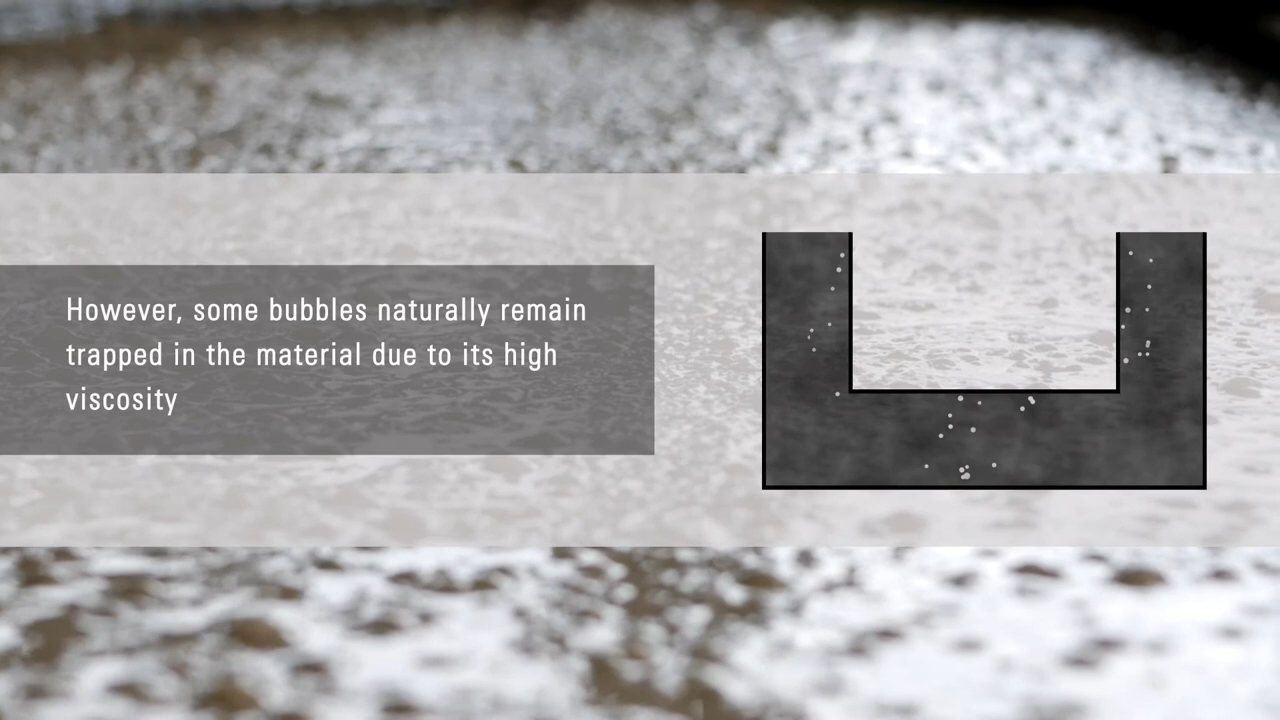 However, some bubbles naturally remain
trapped in the material due to its high
viscosity